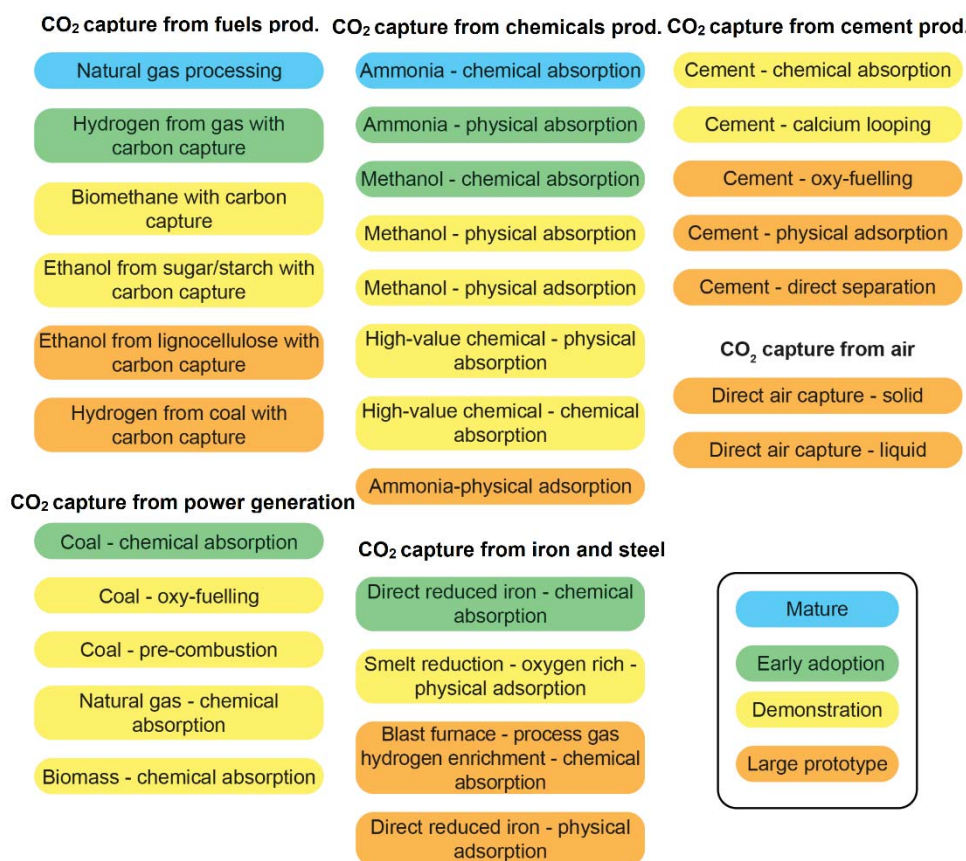 CO₂ capture from fuels prod.
Natural gas processing
Hydrogen from gas with
carbon capture
Biomethane with carbon
capture
Ethanol from sugar/starch with
carbon capture
Ethanol from lignocellulose with
carbon capture
Hydrogen from coal with
carbon capture
CO₂ capture from chemicals prod.
Ammonia - chemical absorption
Ammonia - physical absorption
Methanol - chemical absorption
Methanol - physical absorption
Methanol - physical adsorption
High-value chemical - physical
absorption
High-value chemical - chemical
absorption
Ammonia-physical adsorption
CO₂ capture from cement prod.
Cement - chemical absorption
Cement - calcium looping
Cement - oxy-fuelling
Cement - physical adsorption
Cement - direct separation
CO₂ capture from air
Direct air capture - solid
Direct air capture - liquid
CO₂ capture from power generation
Coal - chemical absorption
Coal - oxy-fuelling
Coal - pre-combustion
Natural gas - chemical
absorption
Biomass - chemical absorption
CO₂ capture from iron and steel
Direct reduced iron - chemical
absorption
Smelt reduction - oxygen rich -
physical adsorption
Blast furnace - process gas
hydrogen enrichment - chemical
absorption
Direct reduced iron - physical
adsorption
Mature
Early adoption
Demonstration
Large prototype